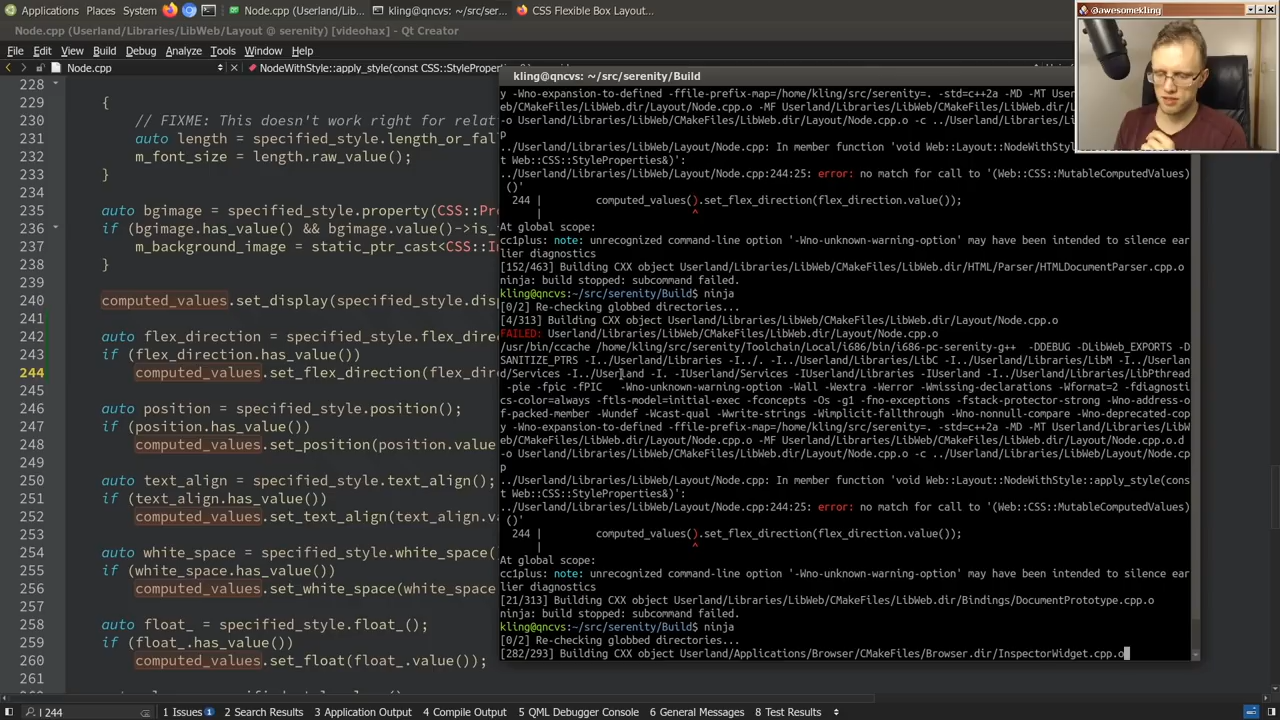 Applications Places System Node.cpp (Userland/Lib... kling@qncvs: ~/src/ser... CSS Flexible Box Layout...
@awesomekling
Node.cpp (Userland/Libraries/LibWeb/Layout @ serenity) [videohax] - Qt Creator
File Edit View Build Debug Analyze Tools Window Help
Node.cpp NodeWithStyle::apply_style(const CSS::StyleProperti
228
229 {
230 // FIXME: This doesn't work right for relat
231 auto length = specified_style.length_or_fal
232 m_font_size = length.raw_value();
233 }
234
235 auto bgimage = specified_style.property(CSS::Pr
236 if (bgimage.has_value() && bgimage.value()->is_
237 m_background_image = static_ptr_cast<CSS::I
238 }
239
240 computed_values.set_display(specified_style.dis
241
242 auto flex_direction = specified_style.flex_dire
243 if (flex_direction.has_value())
244 computed_values.set_flex_direction(flex_dir
245
246 auto position = specified_style.position();
247 if (position.has_value())
248 computed_values.set_position(position.value
249
250 auto text_align = specified_style.text_align();
251 if (text_align.has_value())
252 computed_values.set_text_align(text_align.v
253
254 auto white_space = specified_style.white_space(
255 if (white_space.has_value())
256 computed_values.set_white_space(white_space
257
258 auto float_ = specified_style.float_();
259 if (float_.has_value())
260 computed_values.set_float(float_.value());
261
kling@qncvs: ~/src/serenity/Build
y -Wno-expansion-to-defined -ffile-prefix-map=/home/kling/src/serenity=. -std=c++2a -MD -MT Userland/L
eb/CMakeFiles/LibWeb.dir/Layout/Node.cpp.o -MF Userland/Libraries/LibWeb/CMakeFiles/LibWeb.dir/Layout/
-o Userland/Libraries/LibWeb/CMakeFiles/LibWeb.dir/Layout/Node.cpp.o -c ../Userland/Libraries/LibWeb/L
p
../Userland/Libraries/LibWeb/Layout/Node.cpp: In member function 'void Web::Layout::NodeWithStyle::
t Web::CSS::StyleProperties&)':
../Userland/Libraries/LibWeb/Layout/Node.cpp:244:25: error: no match for call to '(Web::CSS::MutableComputedValues)
()'
244 | computed_values().set_flex_direction(flex_direction.value());
| ^
At global scope:
cc1plus: note: unrecognized command-line option '-Wno-unknown-warning-option' may have been intended to silence ear
lier diagnostics
[152/463] Building CXX object Userland/Libraries/LibWeb/CMakeFiles/LibWeb.dir/HTML/Parser/HTMLDocumentParser.cpp.o
ninja: build stopped: subcommand failed.
kling@qncvs:~/src/serenity/Build$ ninja
[0/2] Re-checking globbed directories...
[4/313] Building CXX object Userland/Libraries/LibWeb/CMakeFiles/LibWeb.dir/Layout/Node.cpp.o
FAILED: Userland/Libraries/LibWeb/CMakeFiles/LibWeb.dir/Layout/Node.cpp.o
/usr/bin/ccache /home/kling/src/serenity/Toolchain/Local/i686/bin/i686-pc-serenity-g++ -DDEBUG -DLibWeb_EXPORTS -D
SANITIZE_PTRS -I../Userland/Libraries -I../. -I../Userland/Libraries/LibC -I../Userland/Libraries/LibM -I../Userlan
d/Services -I../Userland -I. -IUserland/Services -IUserland/Libraries -IUserland -I../Userland/Libraries/LibPthread
-pie -fpic -fPIC -Wno-unknown-warning-option -Wall -Wextra -Werror -Wmissing-declarations -Wformat=2 -fdiagnosti
cs-color=always -ftls-model=initial-exec -fconcepts -Os -g1 -fno-exceptions -fstack-protector-strong -Wno-address-o
f-packed-member -Wundef -Wcast-qual -Wwrite-strings -Wimplicit-fallthrough -Wno-nonnull-compare -Wno-deprecated-cop
y -Wno-expansion-to-defined -ffile-prefix-map=/home/kling/src/serenity=. -std=c++2a -MD -MT Userland/Libraries/LibW
eb/CMakeFiles/LibWeb.dir/Layout/Node.cpp.o -MF Userland/Libraries/LibWeb/CMakeFiles/LibWeb.dir/Layout/Node.cpp.o.d
-o Userland/Libraries/LibWeb/CMakeFiles/LibWeb.dir/Layout/Node.cpp.o -c ../Userland/Libraries/LibWeb/Layout/Node.cp
p
../Userland/Libraries/LibWeb/Layout/Node.cpp: In member function 'void Web::Layout::NodeWithStyle::apply_style(cons
t Web::CSS::StyleProperties&)':
../Userland/Libraries/LibWeb/Layout/Node.cpp:244:25: error: no match for call to '(Web::CSS::MutableComputedValues)
()'
244 | computed_values().set_flex_direction(flex_direction.value());
| ^
At global scope:
cc1plus: note: unrecognized command-line option '-Wno-unknown-warning-option' may have been intended to silence ear
lier diagnostics
[21/313] Building CXX object Userland/Libraries/LibWeb/CMakeFiles/LibWeb.dir/Bindings/DocumentPrototype.cpp.o
ninja: build stopped: subcommand failed.
kling@qncvs:~/src/serenity/Build$ ninja
[0/2] Re-checking globbed directories...
[282/293] Building CXX object Userland/Applications/Browser/CMakeFiles/Browser.dir/InspectorWidget.cpp.o
l 244 1 Issues 1 2 Search Results 3 Application Output 4 Compile Output 5 QML Debugger Console 6 General Messages 8 Test Results